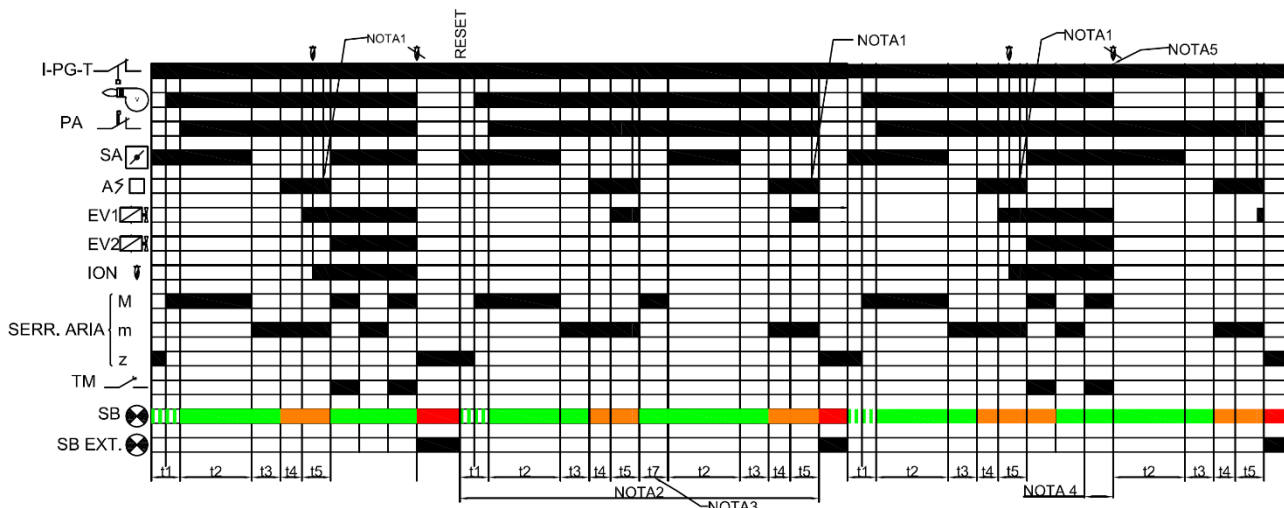 RESET
NOTA1
NOTA1
NOTA1
NOTA5
I-PG-T
V
PA
SA
A
EV1
EV2
ION
M
SERR. ARIA
m
z
TM
SB
SB EXT.
t1 t2 t3 t4 t5 t1 t2 t3 t4 t5 t7 t2 t3 t4 t5 t1 t2 t3 t4 t5 t2 t3 t4 t5
NOTA2
NOTA3
NOTA 4